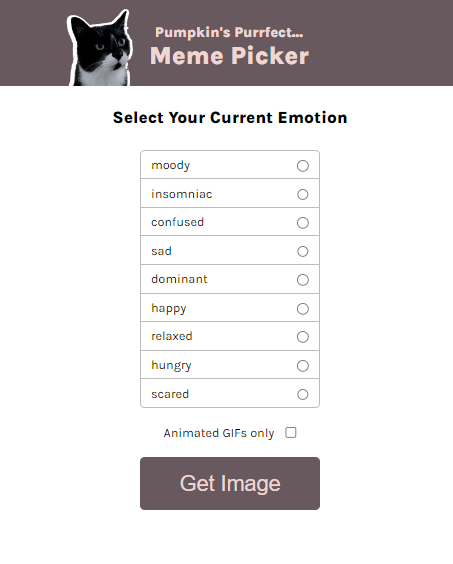 Pumpkin's Purrfect...
Meme Picker
Select Your Current Emotion
moody
insomniac
confused
sad
dominant
happy
relaxed
hungry
scared
Animated GIFs only
Get Image